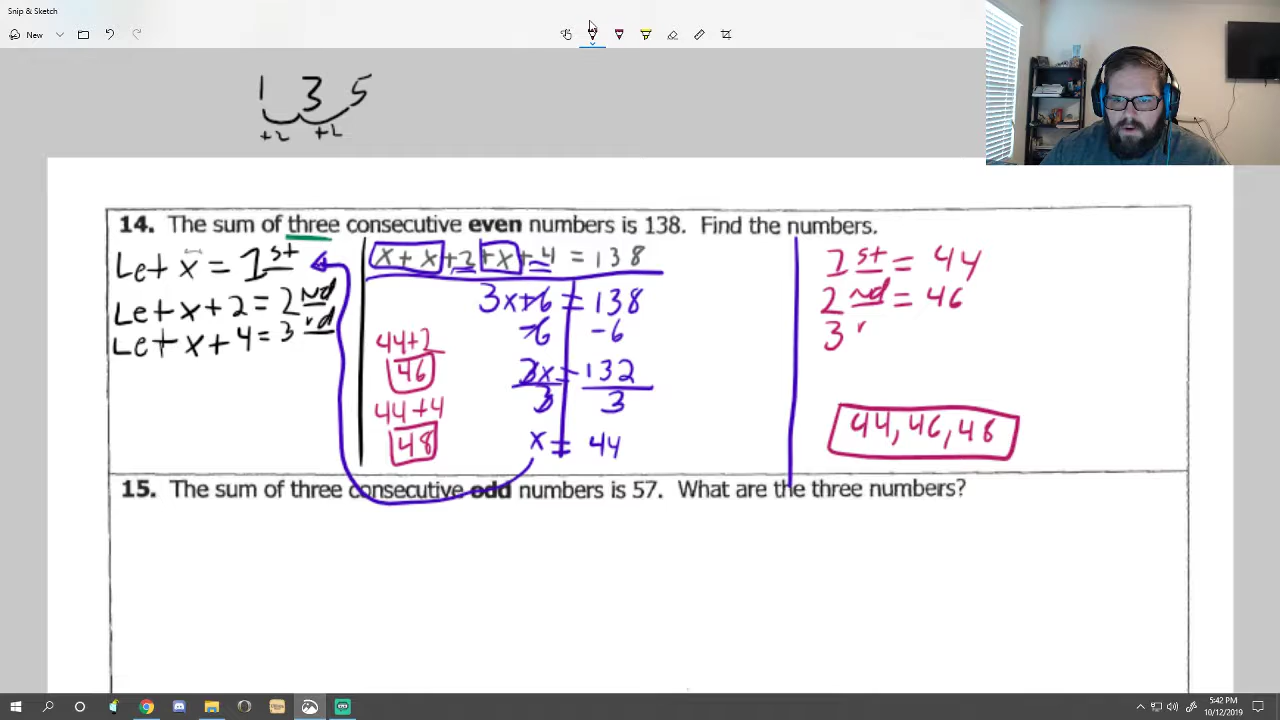 Snip & Sketch
New
1 3 5
+2 +2
14. The sum of three consecutive even numbers is 138. Find the numbers.
Let x = 1st
Let x + 2 = 2nd
Let x + 4 = 3rd
x + x + 2 + x + 4 = 138
3x + 6 = 138
-6 -6
3x = 132
3 3
x = 44
44+2
46
44+4
48
1st = 44
2nd = 46
3 r
44, 46, 48
15. The sum of three consecutive odd numbers is 57. What are the three numbers?
5:42 PM
10/12/2019